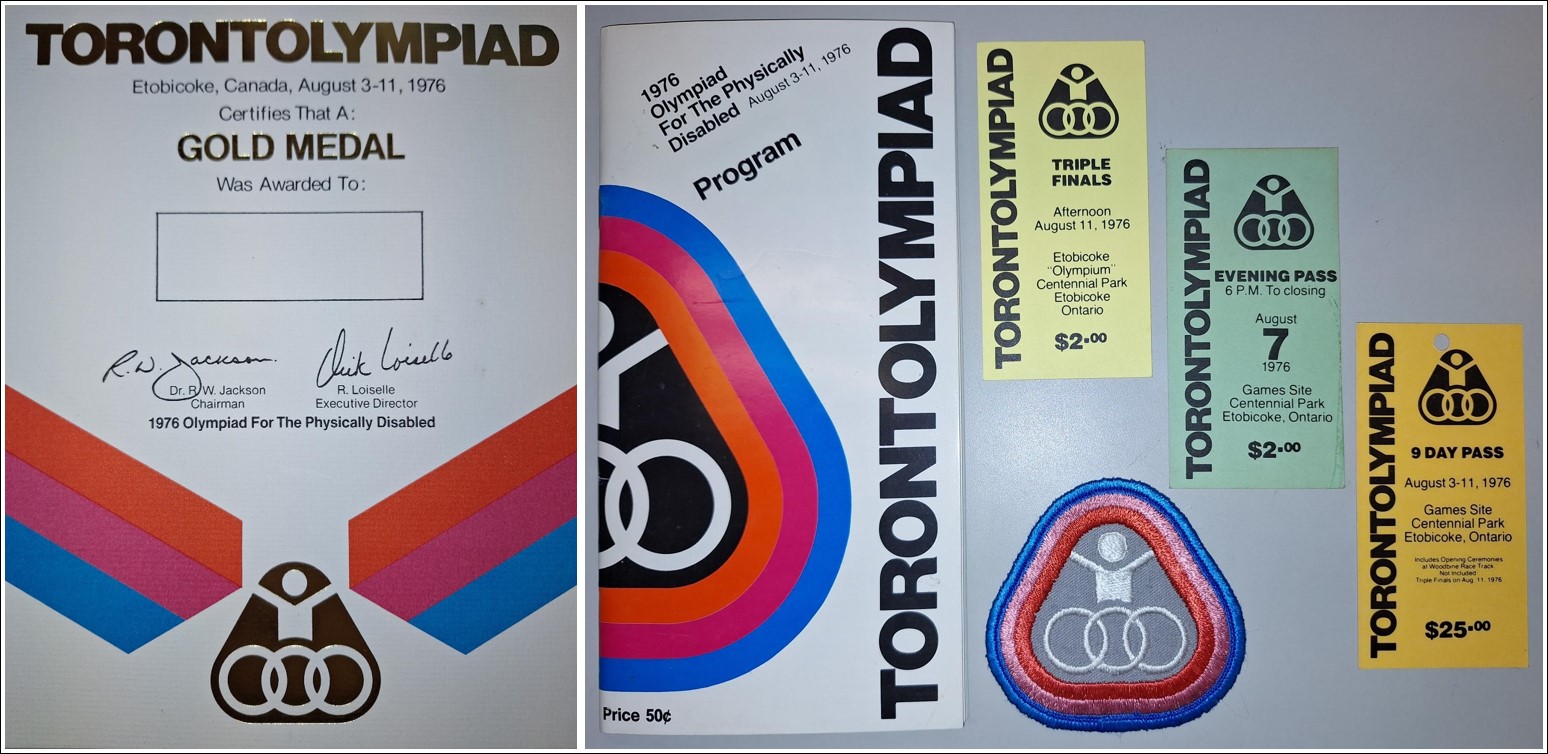 TORONTOLYMPIAD
Etobicoke, Canada, August 3-11, 1976
Certifies That A:
GOLD MEDAL
Was Awarded To:
R.W. Jackson.
Dick Loiselle
Dr. R. W. Jackson
Chairman
R. Loiselle
Executive Director
1976 Olympiad For The Physically Disabled
1976
Olympiad
For The Physically
Disabled August 3-11, 1976
Program
TORONTOLYMPIAD
Price 50¢
TORONTOLYMPIAD
TRIPLE
FINALS
Afternoon
August 11, 1976
Etobicoke
"Olympium"
Centennial Park
Etobicoke
Ontario
$2.00
TORONTOLYMPIAD
EVENING PASS
6 P.M. To closing
August
7
1976
Games Site
Centennial Park
Etobicoke, Ontario
$2.00
TORONTOLYMPIAD
9 DAY PASS
August 3-11, 1976
Games Site
Centennial Park
Etobicoke, Ontario
Includes Opening Ceremonies
at Woodbine Race Track
Not Included
Triple Finals on Aug. 11, 1976
$25.00